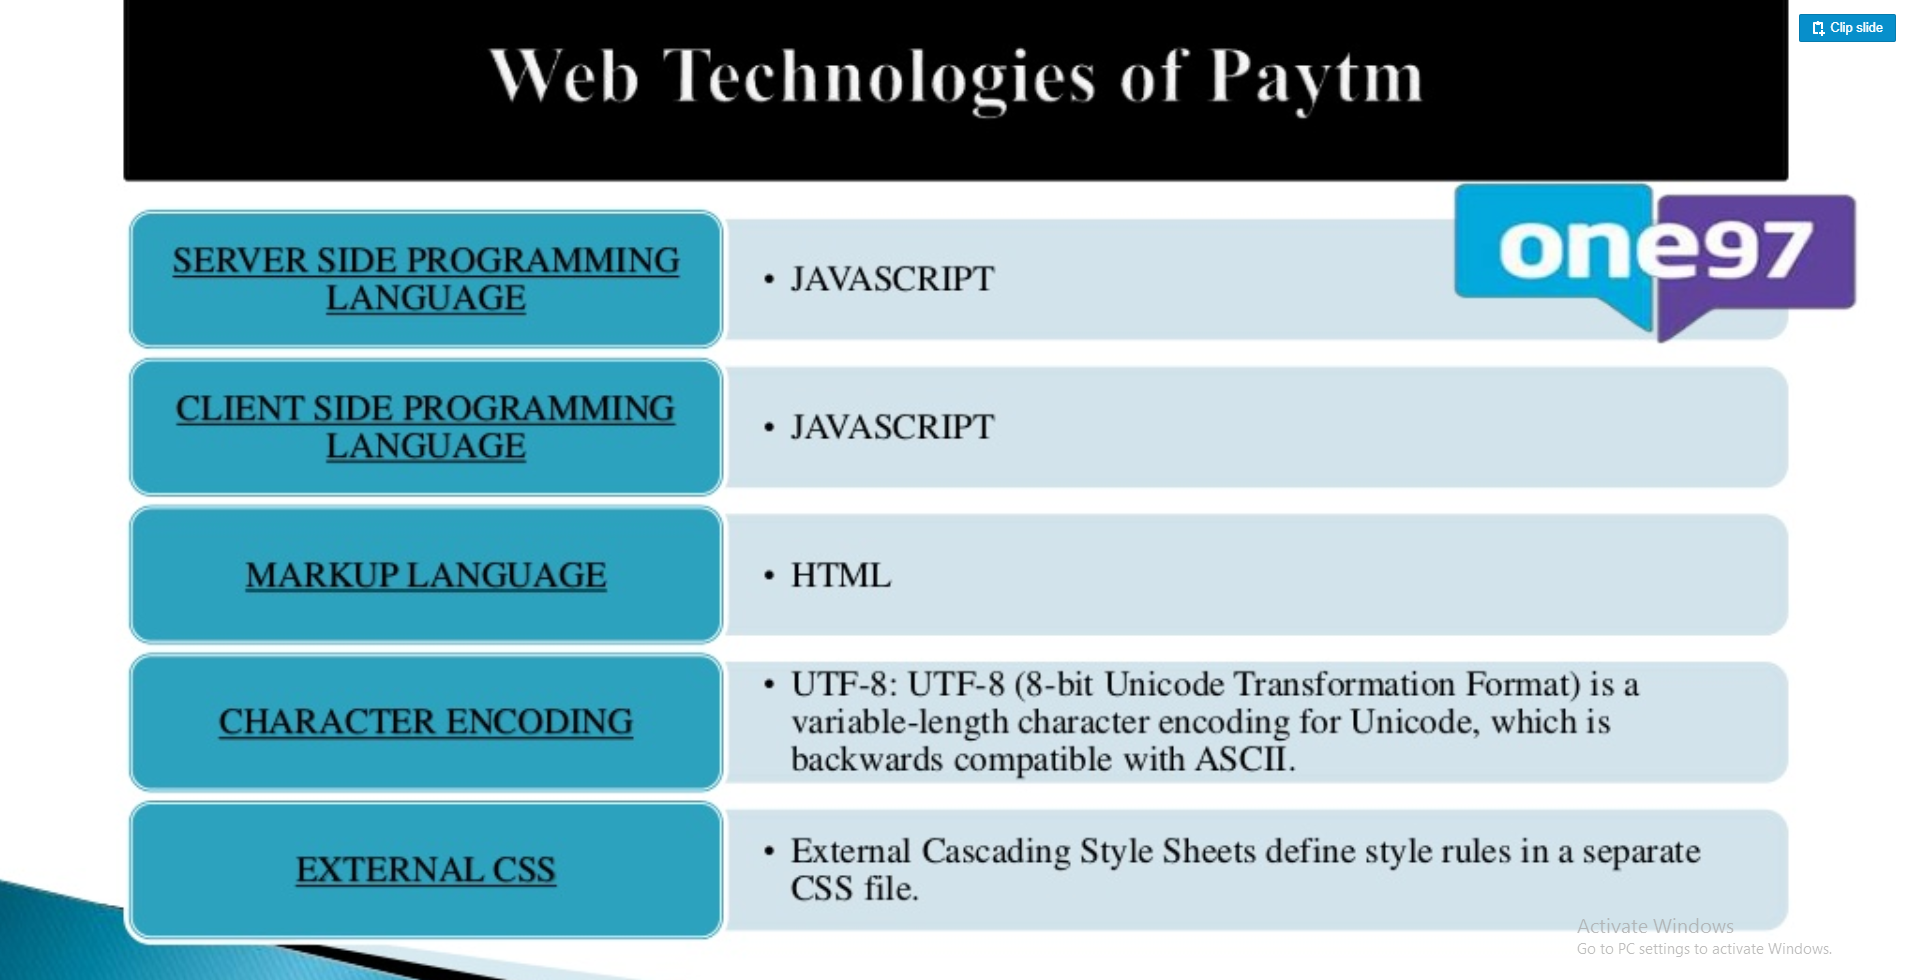 Clip slide
Web Technologies of Paytm
one97
SERVER SIDE PROGRAMMING
LANGUAGE
• JAVASCRIPT
CLIENT SIDE PROGRAMMING
LANGUAGE
• JAVASCRIPT
MARKUP LANGUAGE
• HTML
CHARACTER ENCODING
• UTF-8: UTF-8 (8-bit Unicode Transformation Format) is a
variable-length character encoding for Unicode, which is
backwards compatible with ASCII.
EXTERNAL CSS
• External Cascading Style Sheets define style rules in a separate
CSS file.
Activate Windows
Go to PC settings to activate Windows.